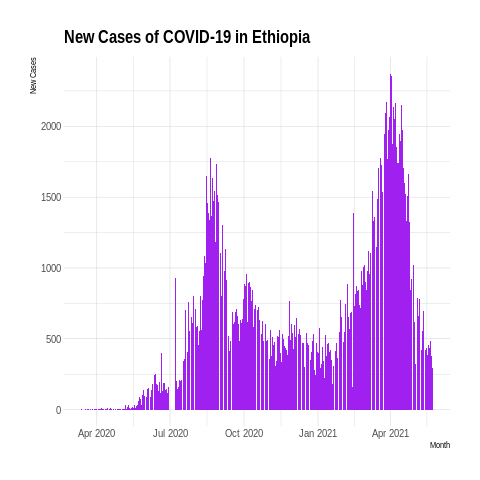 New Cases of COVID-19 in Ethiopia
New Cases
2000
1500
1000
500
0
Apr 2020 Jul 2020 Oct 2020 Jan 2021 Apr 2021
Month